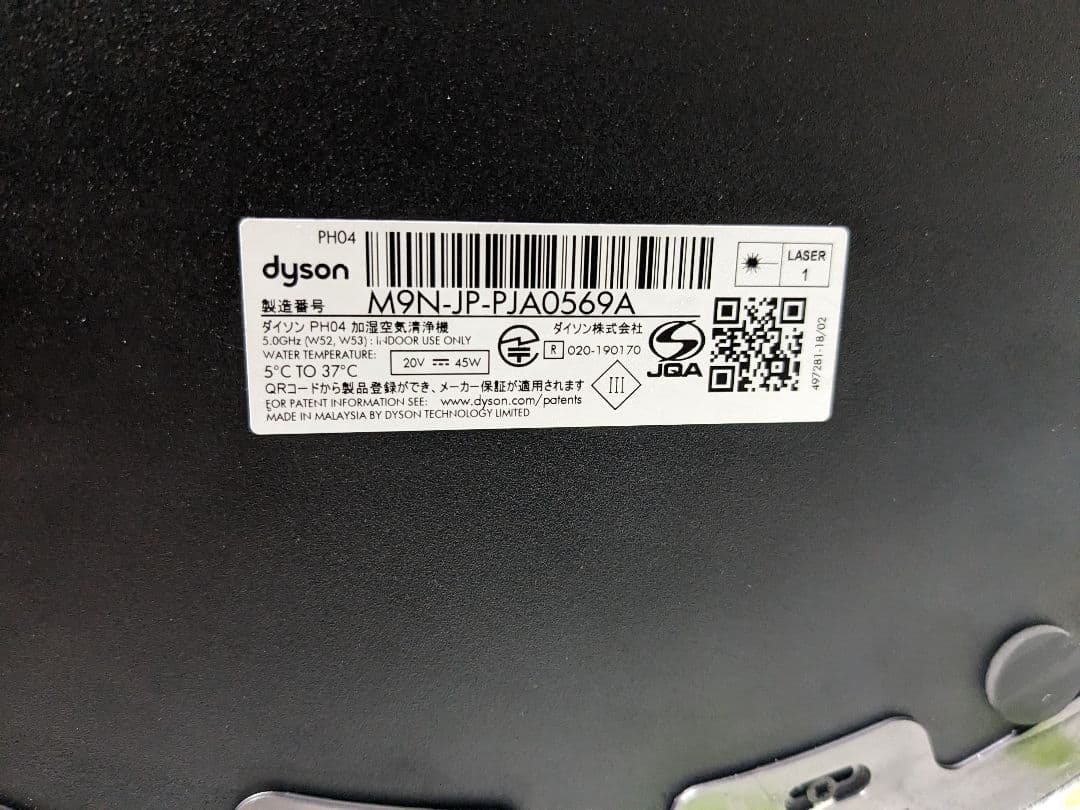 PH04
dyson
LASER
1
製造番号 M9N-JP-PJA0569A
ダイソン PH04 加湿空気清浄機
ダイソン株式会社
5.0GHz (W52, W53) : INDOOR USE ONLY
R 020-190170
WATER TEMPERATURE:
5°C TO 37°C
20V 45W
JQA
QRコードから製品登録ができ、メーカー保証が適用されます
III
FOR PATENT INFORMATION SEE: www.dyson.com/patents
MADE IN MALAYSIA BY DYSON TECHNOLOGY LIMITED
497281-18/02